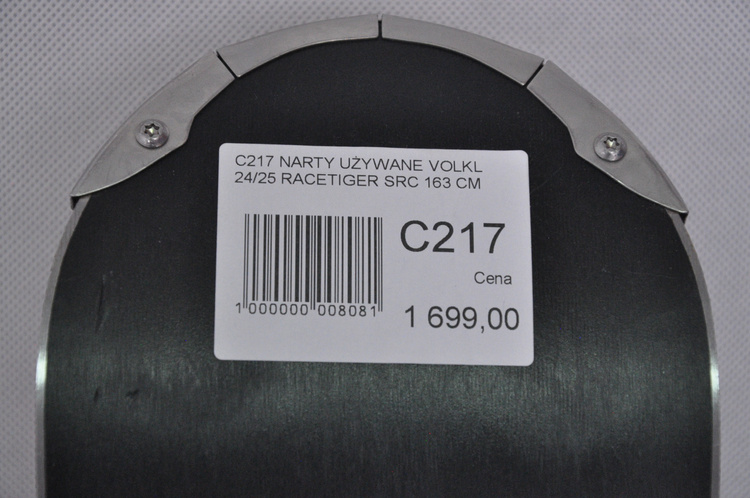 C217 NARTY UŻYWANE VOLKL
24/25 RACETIGER SRC 163 CM
C217
Cena
1 000000 008081
1 699,00